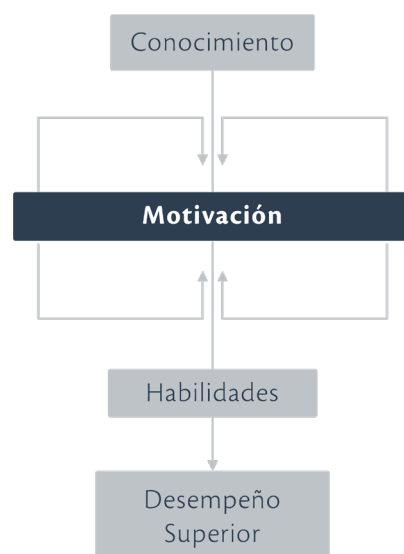 Conocimiento
Motivación
Habilidades
Desempeño
Superior